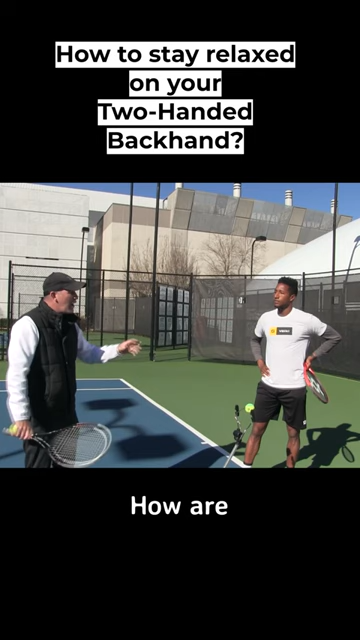 How to stay relaxed
on your
Two-Handed
Backhand?
How are